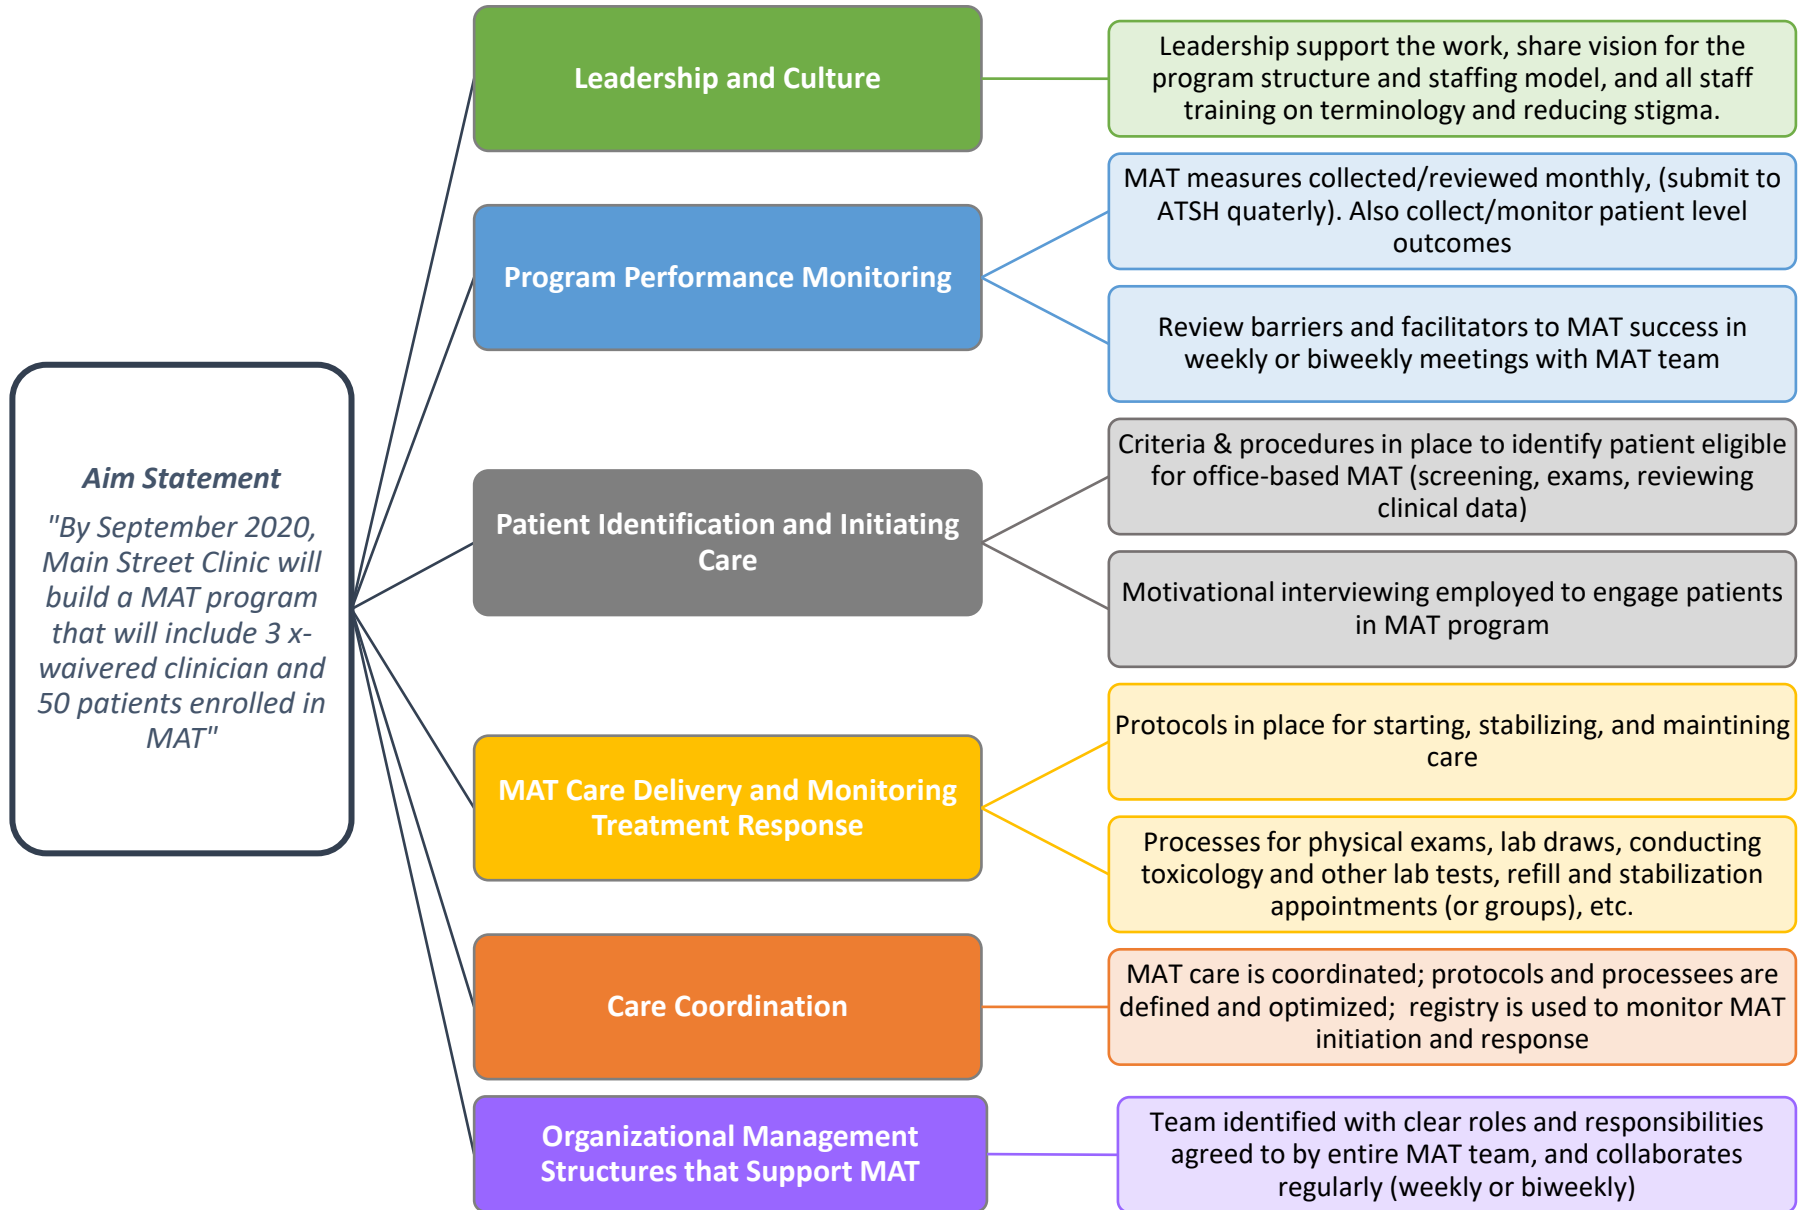 Aim Statement
"By September 2020,
Main Street Clinic will
build a MAT program
that will include 3 x-
waivered clinician and
50 patients enrolled in
MAT"
Leadership and Culture
Leadership support the work, share vision for the
program structure and staffing model, and all staff
training on terminology and reducing stigma.
Program Performance Monitoring
MAT measures collected/reviewed monthly, (submit to
ATSH quaterly). Also collect/monitor patient level
outcomes
Review barriers and facilitators to MAT success in
weekly or biweekly meetings with MAT team
Patient Identification and Initiating
Care
Criteria & procedures in place to identify patient eligible
for office-based MAT (screening, exams, reviewing
clinical data)
Motivational interviewing employed to engage patients
in MAT program
MAT Care Delivery and Monitoring
Treatment Response
Protocols in place for starting, stabilizing, and maintining
care
Processes for physical exams, lab draws, conducting
toxicology and other lab tests, refill and stabilization
appointments (or groups), etc.
Care Coordination
MAT care is coordinated; protocols and processees are
defined and optimized;  registry is used to monitor MAT
initiation and response
Organizational Management
Structures that Support MAT
Team identified with clear roles and responsibilities
agreed to by entire MAT team, and collaborates
regularly (weekly or biweekly)